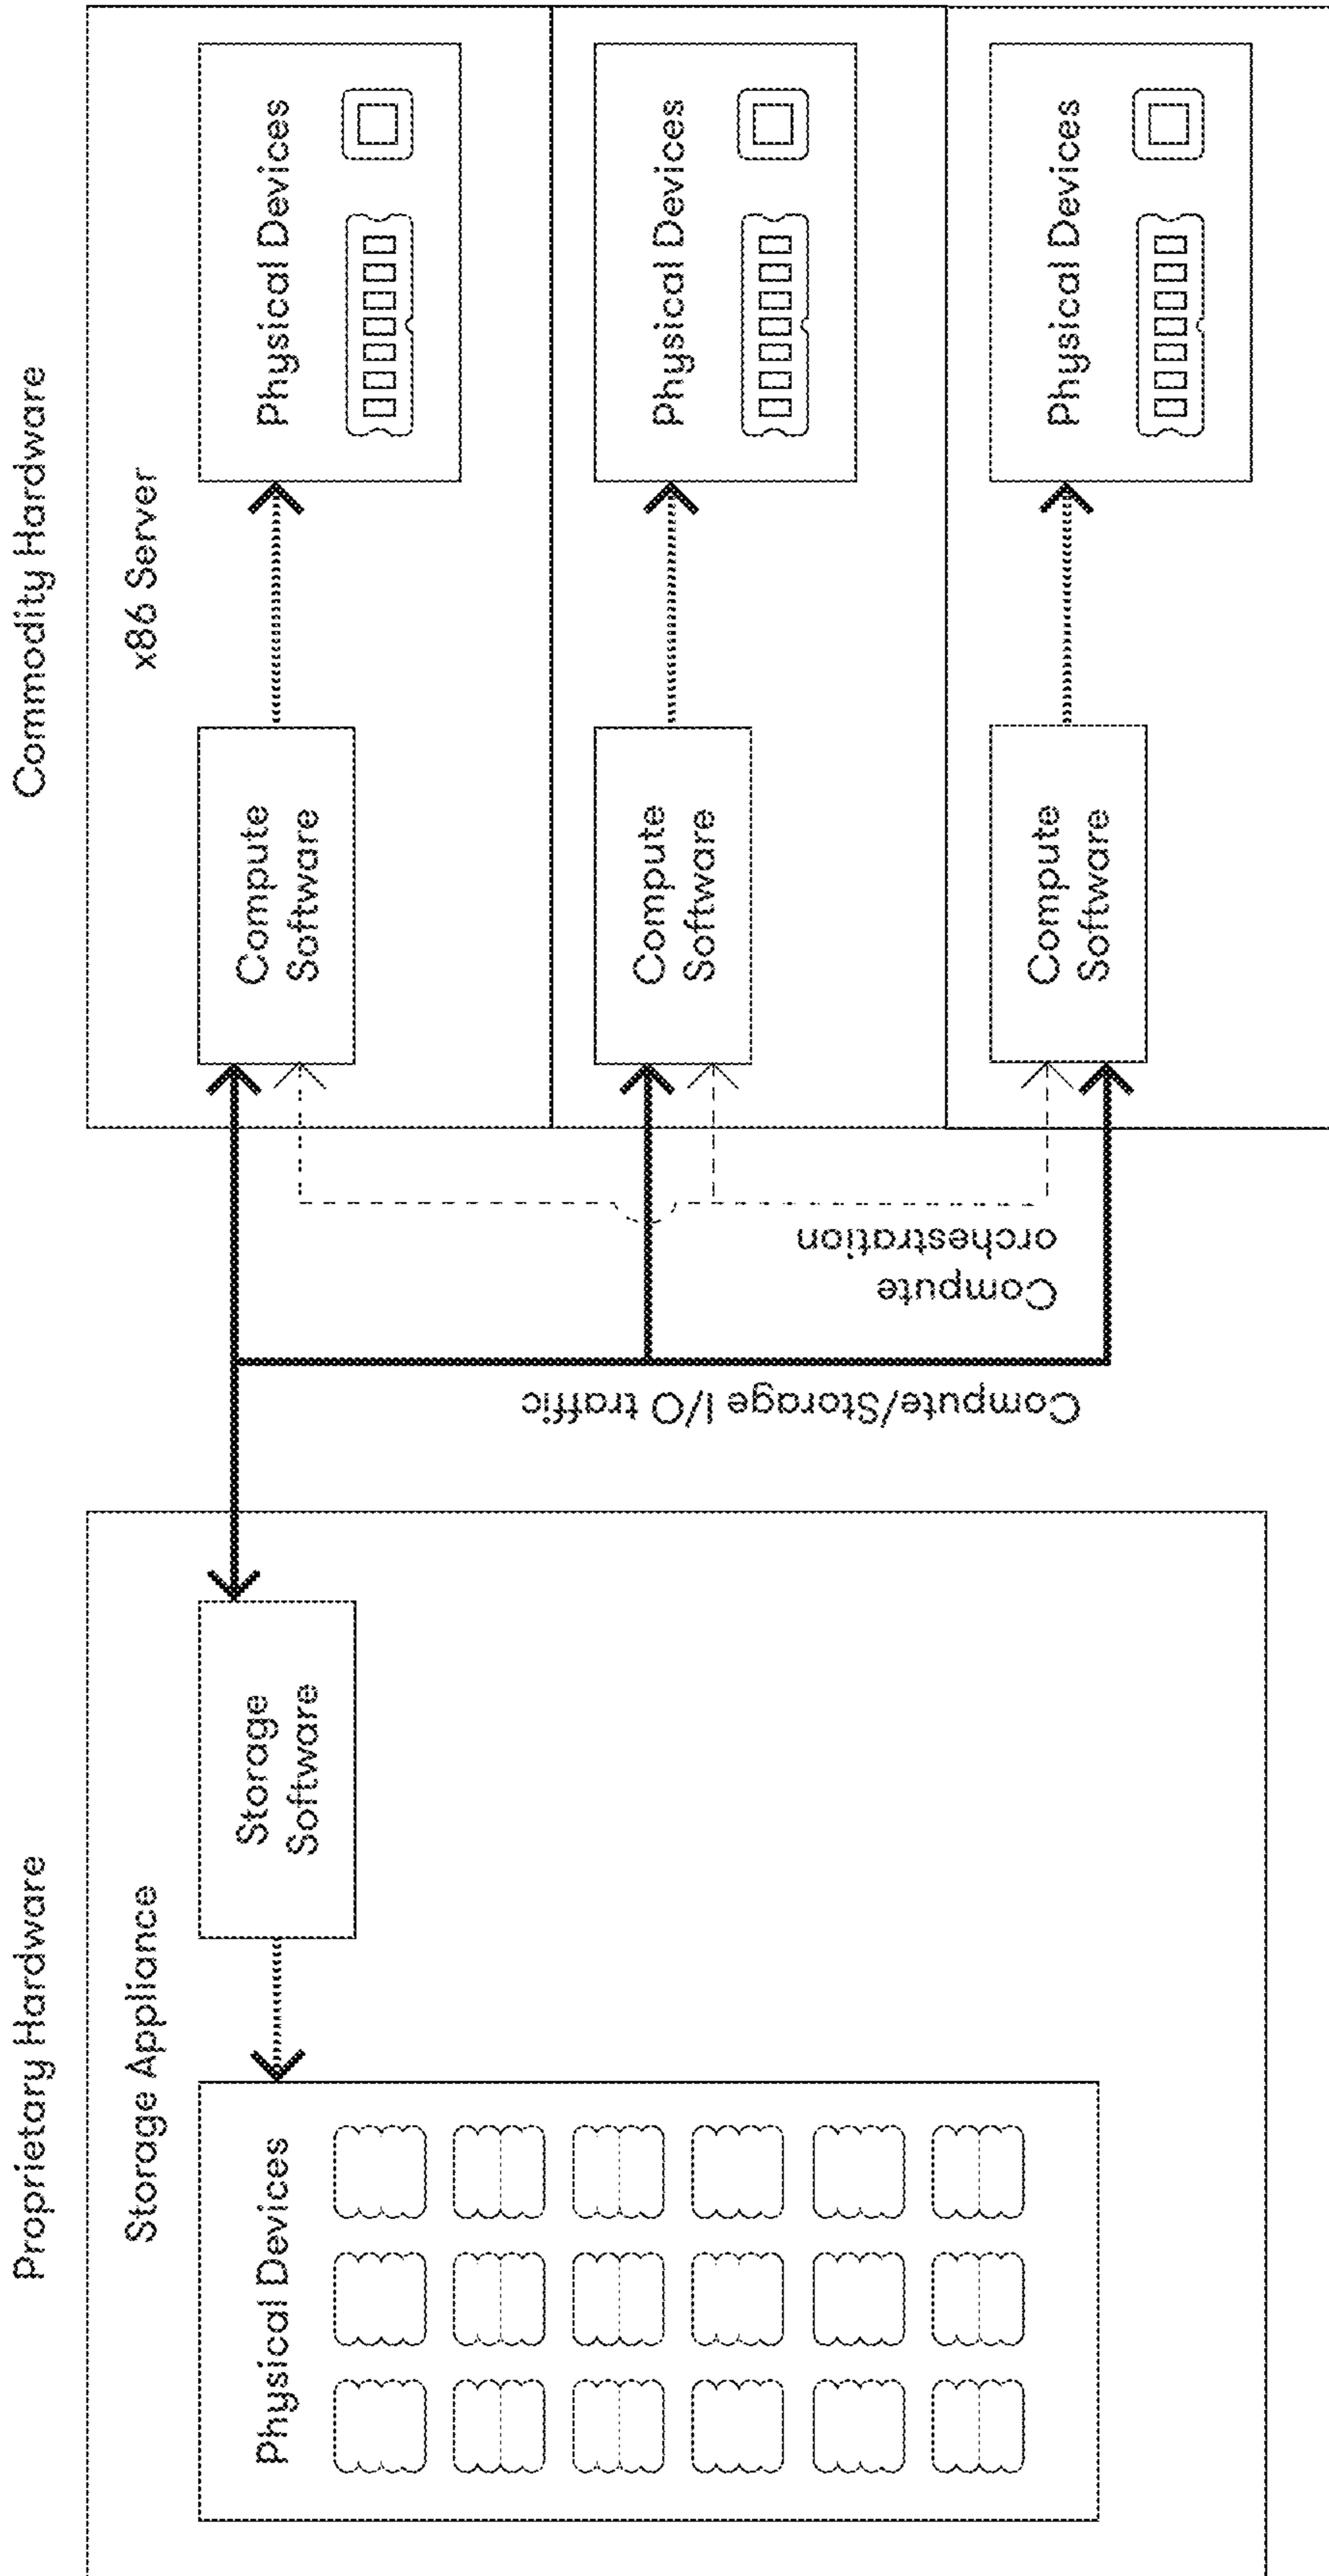 Proprietary Hardware
Storage Appliance
Physical Devices
Storage
Software
Compute/Storage I/O traffic
Compute
orchestration
Commodity Hardware
x86 Server
Compute
Software
Physical Devices
Compute
Software
Physical Devices
Compute
Software
Physical Devices